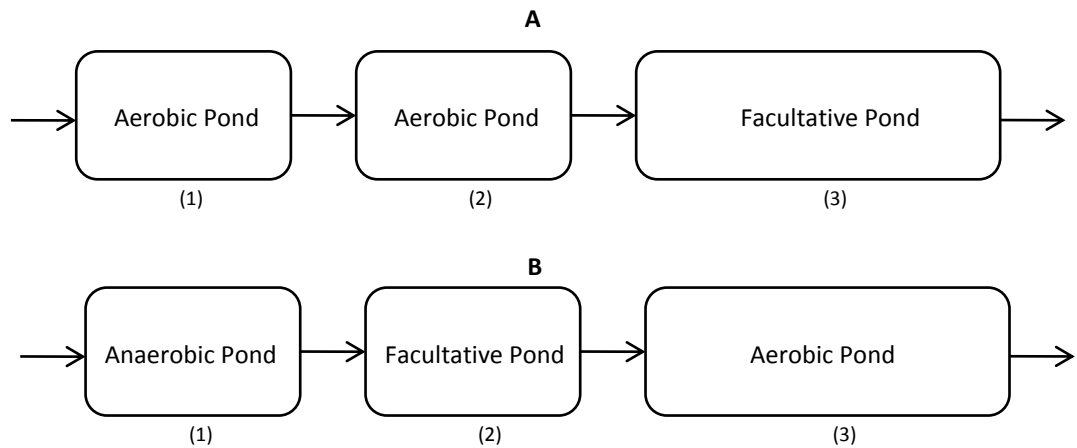 A
Aerobic Pond
Aerobic Pond
Facultative Pond
(1)
(2)
(3)
B
Anaerobic Pond
Facultative Pond
Aerobic Pond
(1)
(2)
(3)